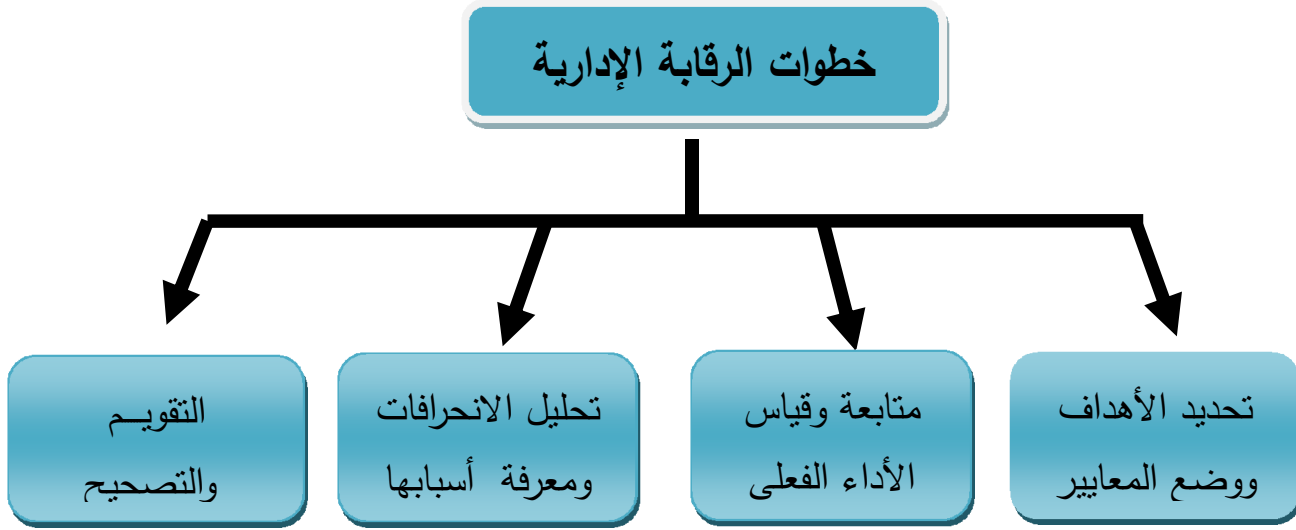 خطوات الرقابة الإدارية
تحديد الأهداف
ووضع المعايير
متابعة وقياس
الأداء الفعلى
تحليل الانحرافات
ومعرفة أسبابها
التقويـم
والتصحيح